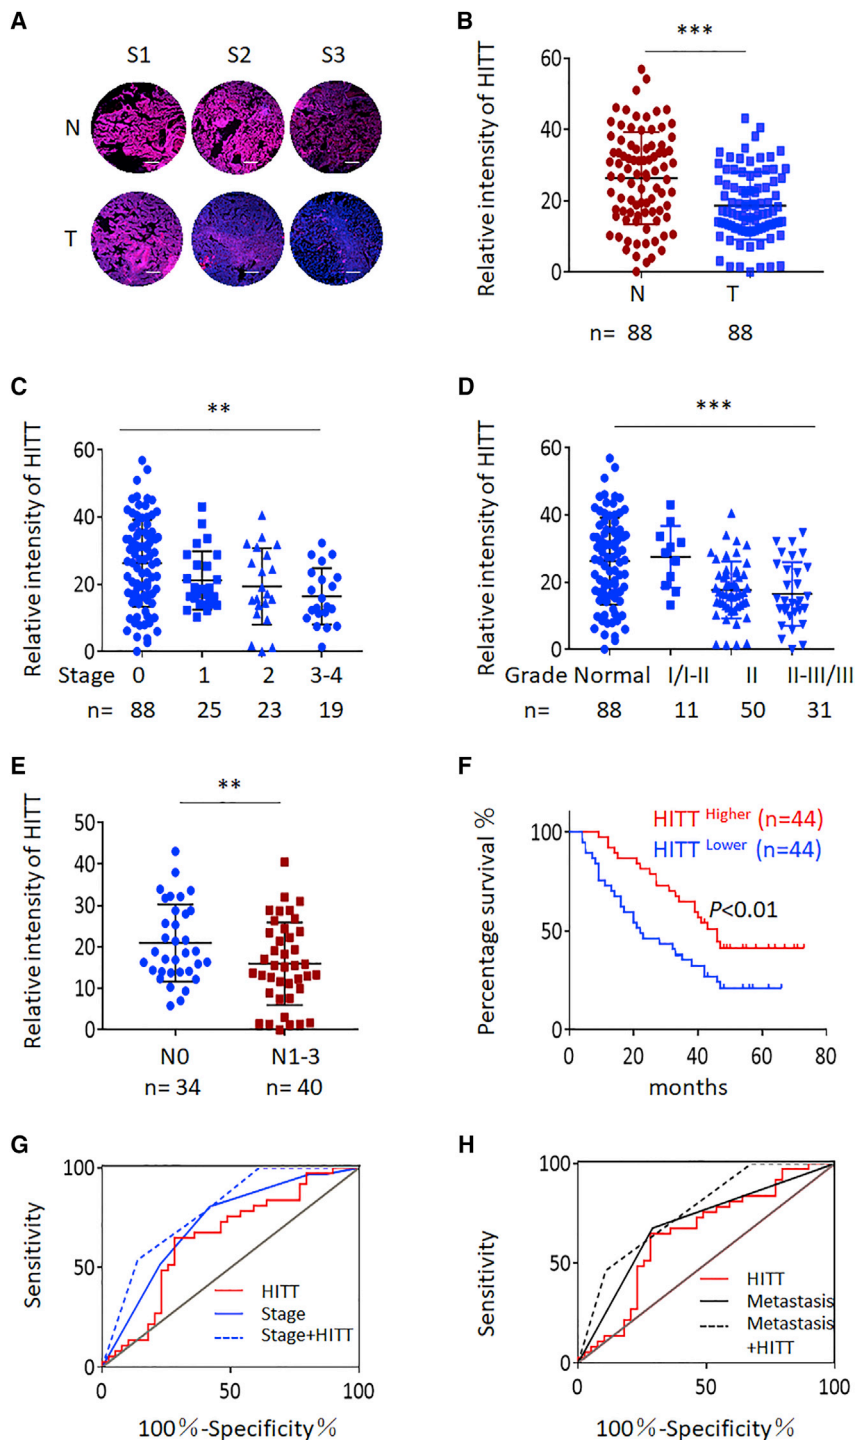 A
S1 S2 S3
N
T
B
***
Relative intensity of HITT
60
40
20
0
N T
n= 88 88
C
**
Relative intensity of HITT
60
40
20
0
Stage 0 1 2 3-4
n= 88 25 23 19
D
***
Relative intensity of HITT
60
40
20
0
Grade Normal I/I-II II II-III/III
n= 88 11 50 31
E
**
Relative intensity of HITT
50
40
30
20
10
0
N0 N1-3
n= 34 n= 40
F
HITT Higher (n=44)
HITT Lower (n=44)
P<0.01
Percentage survival %
100
50
0
0 20 40 60 80
months
G
Sensitivity
100
50
0
HITT
Stage
Stage+HITT
0 50 100
100%-Specificity%
H
Sensitivity
100
50
0
HITT
Metastasis
Metastasis
+HITT
0 50 100
100%-Specificity%